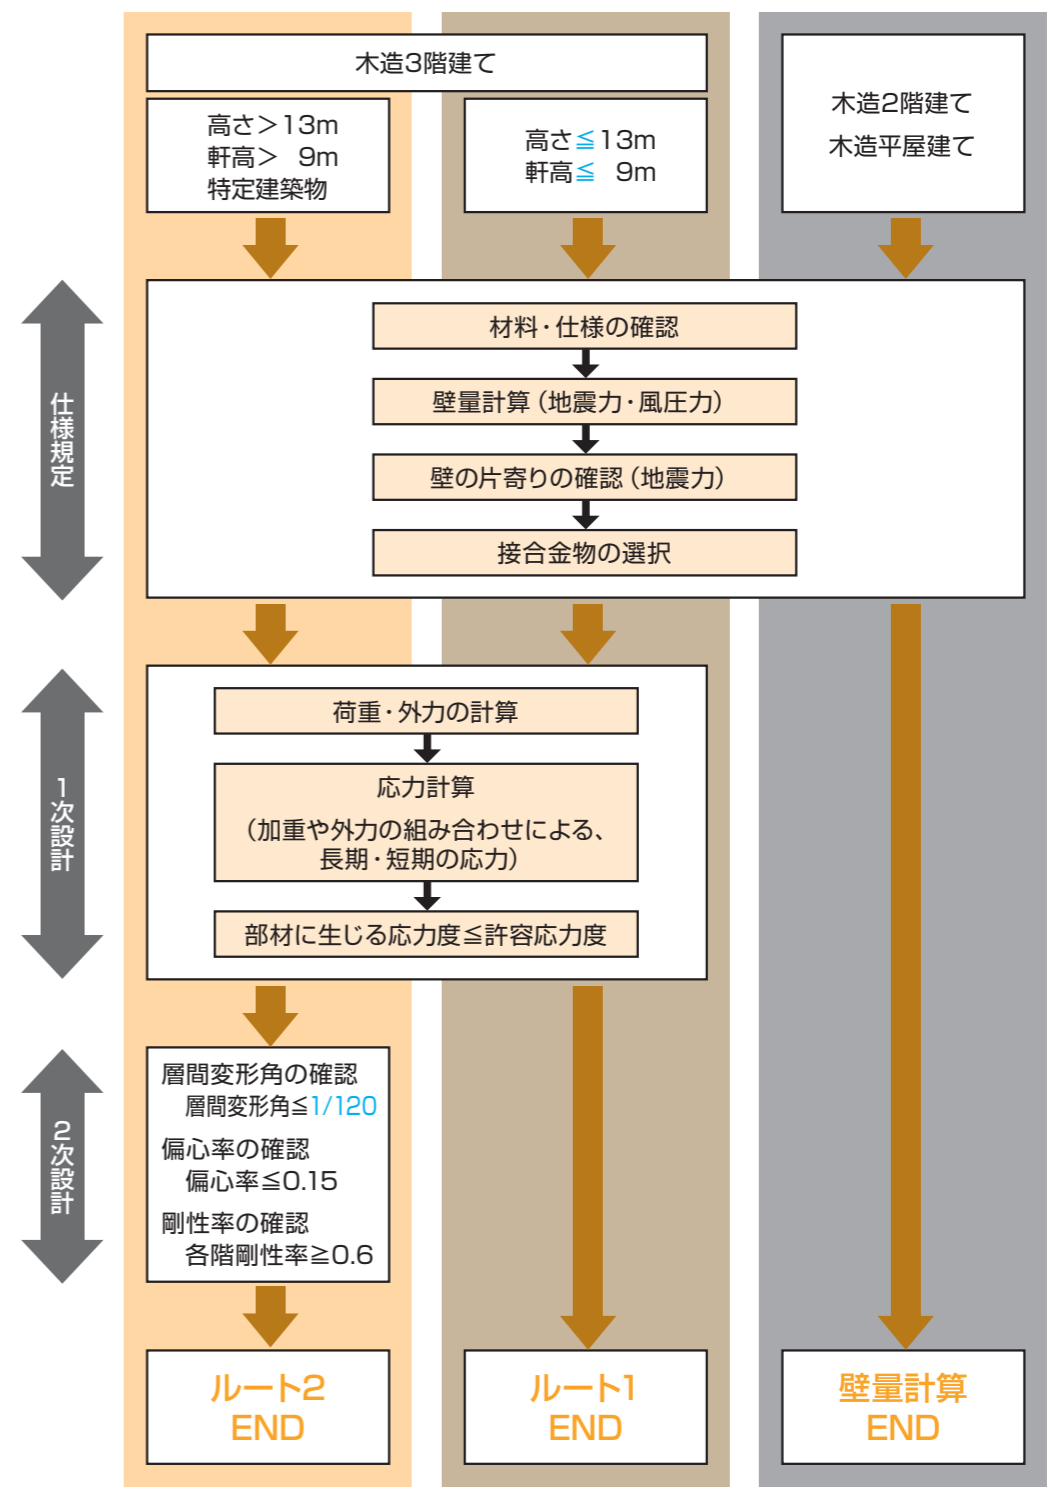 木造3階建て
高さ>13m
軒高> 9m
特定建築物
高さ≦13m
軒高≦ 9m
木造2階建て
木造平屋建て
仕様規定
材料・仕様の確認
壁量計算(地震力・風圧力)
壁の片寄りの確認(地震力)
接合金物の選択
1次設計
荷重・外力の計算
応力計算
(加重や外力の組み合わせによる、
長期・短期の応力)
部材に生じる応力度≦許容応力度
2次設計
層間変形角の確認
層間変形角≦1/120
偏心率の確認
偏心率≦0.15
剛性率の確認
各階剛性率≧0.6
ルート2
END
ルート1
END
壁量計算
END